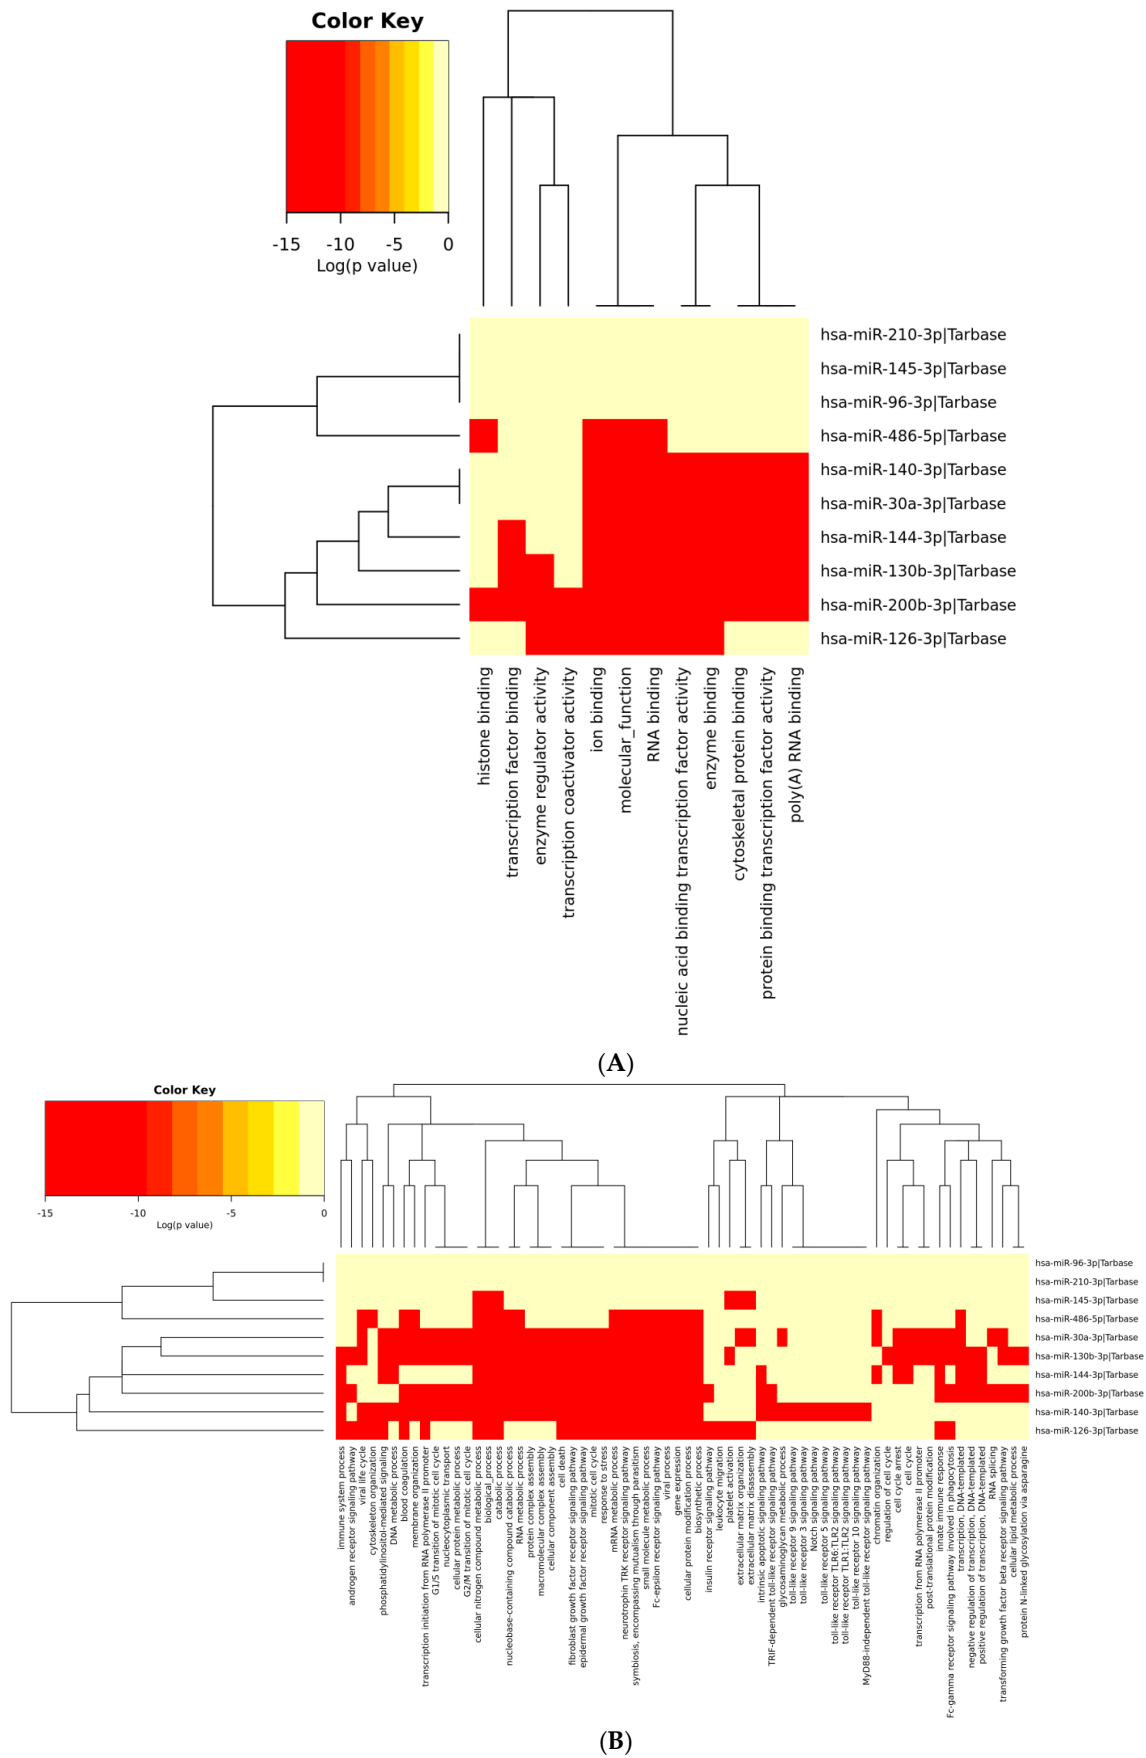 Color Key
-15 -10 -5 0
Log(p value)
hsa-miR-210-3p|Tarbase
hsa-miR-145-3p|Tarbase
hsa-miR-96-3p|Tarbase
hsa-miR-486-5p|Tarbase
hsa-miR-140-3p|Tarbase
hsa-miR-30a-3p|Tarbase
hsa-miR-144-3p|Tarbase
hsa-miR-130b-3p|Tarbase
hsa-miR-200b-3p|Tarbase
hsa-miR-126-3p|Tarbase
histone binding
transcription factor binding
enzyme regulator activity
transcription coactivator activity
ion binding
molecular_function
RNA binding
nucleic acid binding transcription factor activity
enzyme binding
cytoskeletal protein binding
protein binding transcription factor activity
poly(A) RNA binding
(A)
Color Key
-15 -10 -5 0
Log(p value)
hsa-miR-96-3p|Tarbase
hsa-miR-210-3p|Tarbase
hsa-miR-145-3p|Tarbase
hsa-miR-486-5p|Tarbase
hsa-miR-30a-3p|Tarbase
hsa-miR-130b-3p|Tarbase
hsa-miR-144-3p|Tarbase
hsa-miR-200b-3p|Tarbase
hsa-miR-140-3p|Tarbase
hsa-miR-126-3p|Tarbase
immune system process
androgen receptor signaling pathway
viral life cycle
cytoskeleton organization
phosphatidylinositol-mediated signaling
DNA metabolic process
blood coagulation
membrane organization
transcription initiation from RNA polymerase II promoter
G1/S transition of mitotic cell cycle
nucleocytoplasmic transport
cellular protein metabolic process
G2/M transition of mitotic cell cycle
cellular nitrogen compound metabolic process
biological_process
catabolic process
nucleobase-containing compound catabolic process
RNA metabolic process
protein complex assembly
macromolecular complex assembly
cellular component assembly
cell death
fibroblast growth factor receptor signaling pathway
epidermal growth factor receptor signaling pathway
mitotic cell cycle
response to stress
mRNA metabolic process
neurotrophin TRK receptor signaling pathway
symbiosis, encompassing mutualism through parasitism
small molecule metabolic process
Fc-epsilon receptor signaling pathway
viral process
gene expression
cellular protein modification process
biosynthetic process
insulin receptor signaling pathway
leukocyte migration
platelet activation
extracellular matrix organization
extracellular matrix disassembly
intrinsic apoptotic signaling pathway
TRIF-dependent toll-like receptor signaling pathway
glycosaminoglycan metabolic process
toll-like receptor 9 signaling pathway
toll-like receptor 3 signaling pathway
Notch signaling pathway
toll-like receptor 5 signaling pathway
toll-like receptor TLR6:TLR2 signaling pathway
toll-like receptor TLR1:TLR2 signaling pathway
toll-like receptor 10 signaling pathway
MyD88-independent toll-like receptor signaling pathway
chromatin organization
regulation of cell cycle
cell cycle arrest
cell cycle
transcription from RNA polymerase II promoter
post-translational protein modification
innate immune response
Fc-gamma receptor signaling pathway involved in phagocytosis
transcription, DNA-templated
negative regulation of transcription, DNA-templated
positive regulation of transcription, DNA-templated
RNA splicing
transforming growth factor beta receptor signaling pathway
cellular lipid metabolic process
protein N-linked glycosylation via asparagine
(B)